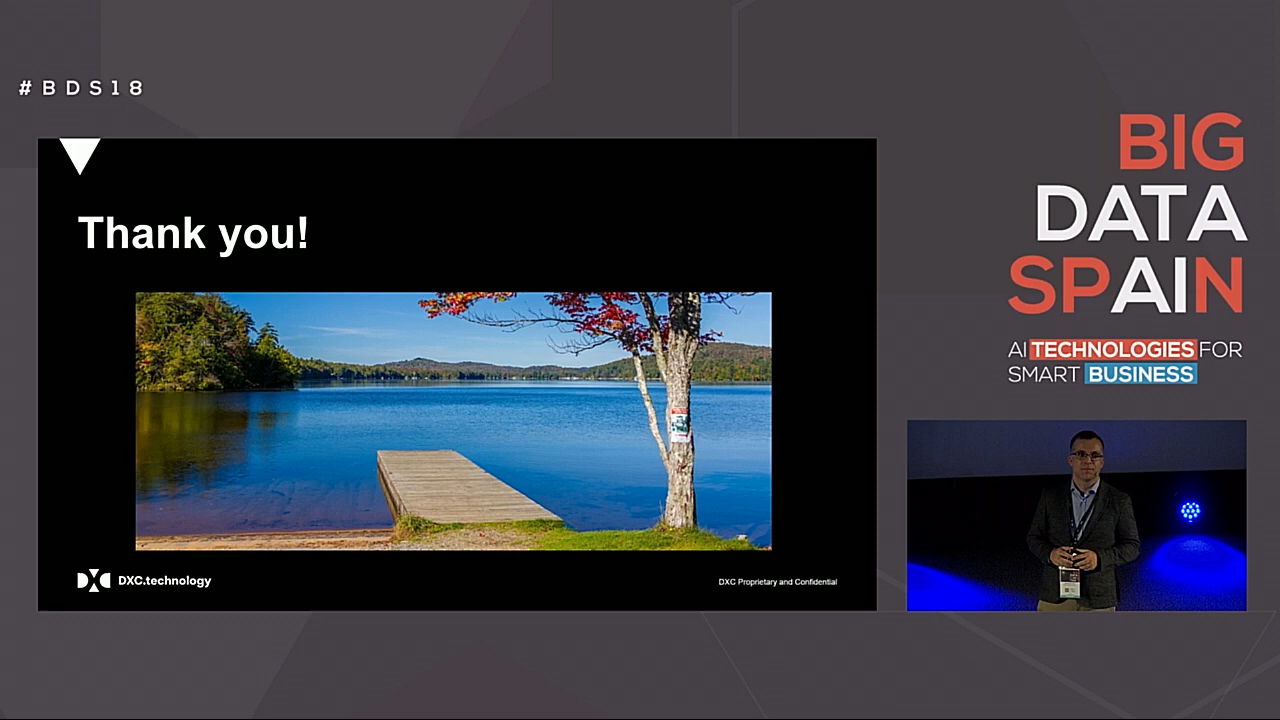 #BDS18
Thank you!
DXC.technology
DXC Proprietary and Confidential
BIG
DATA
SPAIN
AI TECHNOLOGIES FOR
SMART BUSINESS